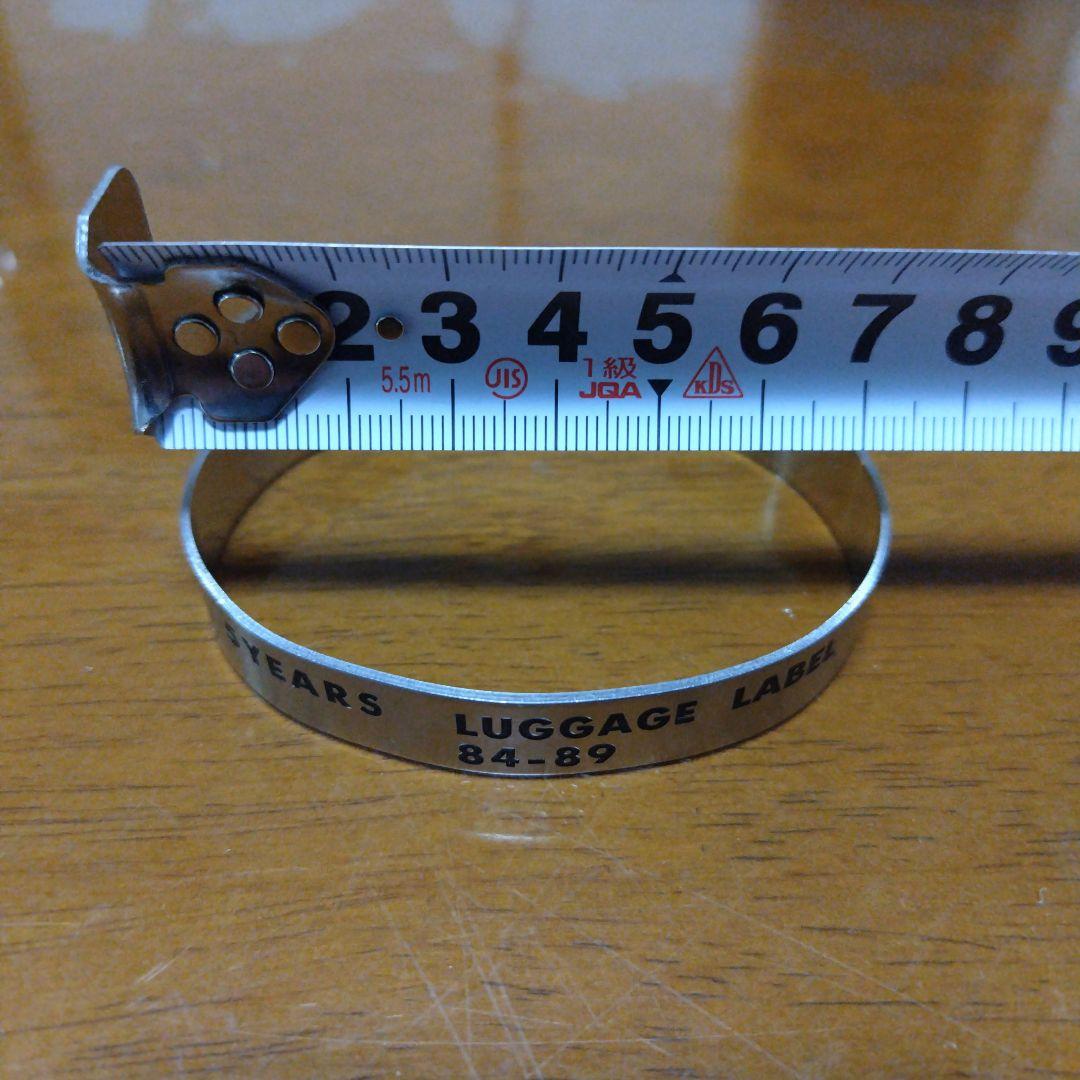 2 3 4 5 6 7 8 9
5.5m JIS 1級 JQA KDS
5YEARS LUGGAGE LABEL
84-89